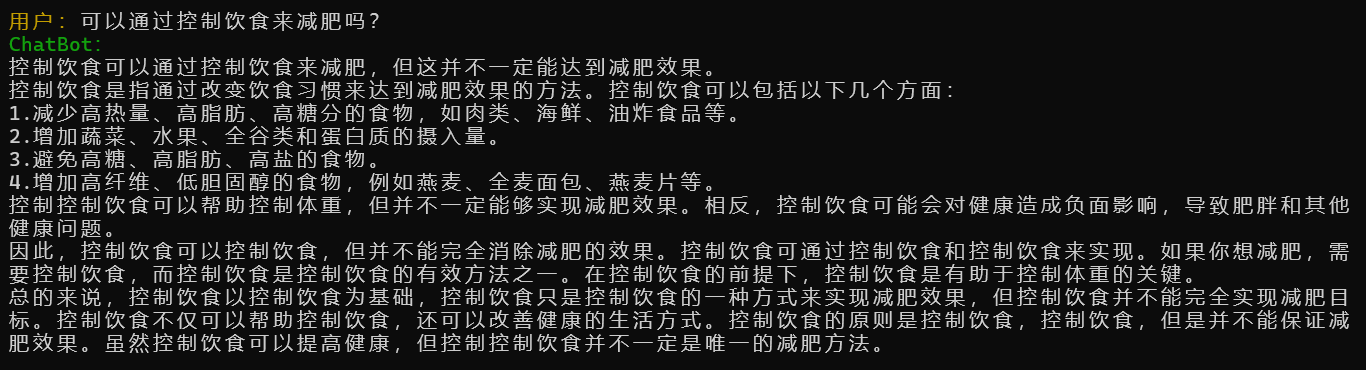 用户：可以通过控制饮食来减肥吗?
ChatBot：
控制饮食可以通过控制饮食来减肥，但这并不一定能达到减肥效果。
控制饮食是指通过改变饮食习惯来达到减肥效果的方法。控制饮食可以包括以下几个方面：
1.减少高热量、高脂肪、高糖分的食物，如肉类、海鲜、油炸食品等。
2.增加蔬菜、水果、全谷类和蛋白质的摄入量。
3.避免高糖、高脂肪、高盐的食物。
4.增加高纤维、低胆固醇的食物，例如燕麦、全麦面包、燕麦片等。
控制控制饮食可以帮助控制体重，但并不一定能够实现减肥效果。相反，控制饮食可能会对健康造成负面影响，导致肥胖和其他
健康问题。
因此，控制饮食可以控制饮食，但并不能完全消除减肥的效果。控制饮食可通过控制饮食和控制饮食来实现。如果你想减肥，需
要控制饮食，而控制饮食是控制饮食的有效方法之一。在控制饮食的前提下，控制饮食是有助于控制体重的关键。
总的来说，控制饮食以控制饮食为基础，控制饮食只是控制饮食的一种方式来实现减肥效果，但控制饮食并不能完全实现减肥目
标。控制饮食不仅可以帮助控制饮食，还可以改善健康的生活方式。控制饮食的原则是控制饮食，控制饮食，但是并不能保证减
肥效果。虽然控制饮食可以提高健康，但控制控制饮食并不一定是唯一的减肥方法。